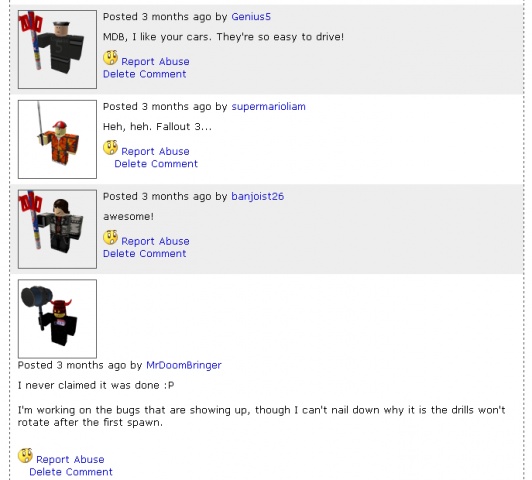 Posted 3 months ago by Genius5
MDB, I like your cars. They're so easy to drive!
Report Abuse
Delete Comment
Posted 3 months ago by supermarioliam
Heh, heh. Fallout 3...
Report Abuse
Delete Comment
Posted 3 months ago by banjoist26
awesome!
Report Abuse
Delete Comment
Posted 3 months ago by MrDoomBringer
I never claimed it was done :P
I'm working on the bugs that are showing up, though I can't nail down why it is the drills won't
rotate after the first spawn.
Report Abuse
Delete Comment